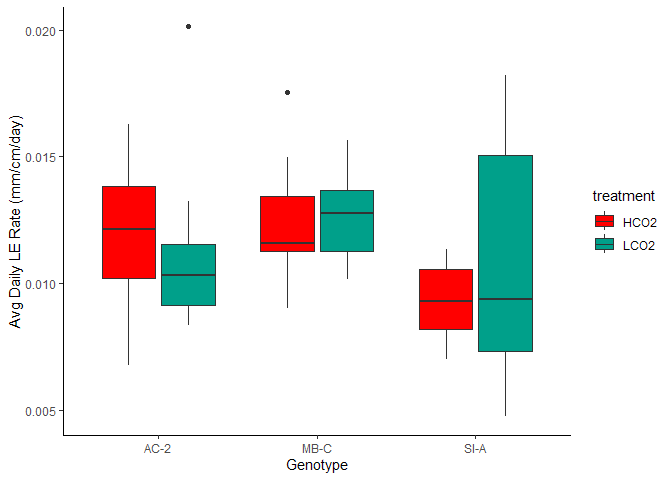 0.020
0.015
0.010
0.005
Avg Daily LE Rate (mm/cm/day)
AC-2 MB-C SI-A
Genotype
treatment
HCO2
LCO2